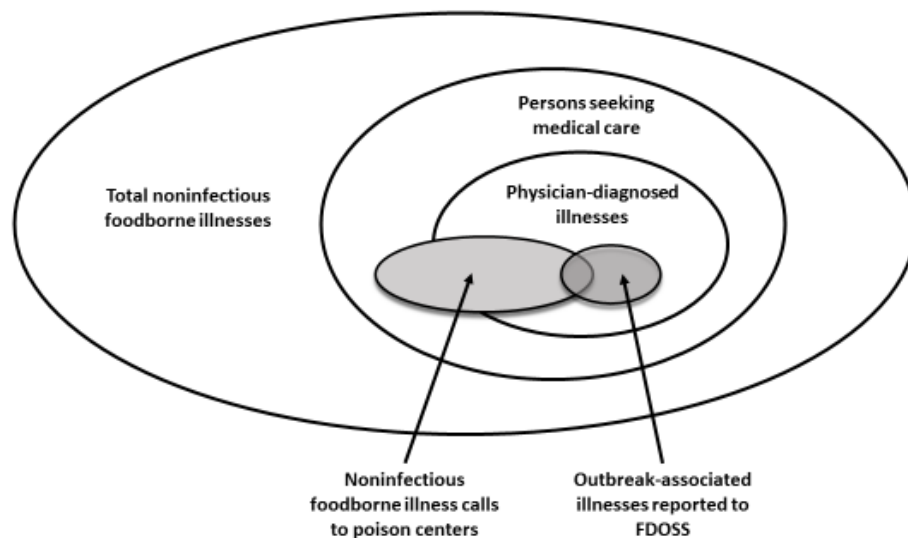 Persons seeking
medical care
Total noninfectious
foodborne illnesses
Physician-diagnosed
illnesses
Noninfectious
foodborne illness calls
to poison centers
Outbreak-associated
illnesses reported to
FDOSS